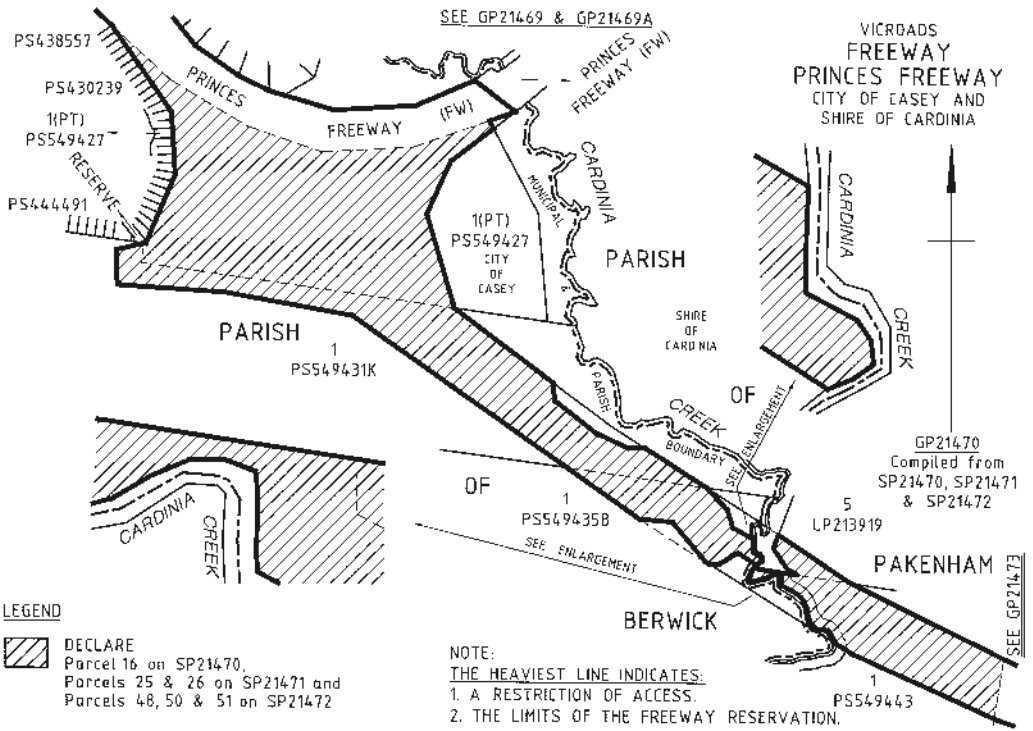 SEE GP21469 & GP21469A
PS438557
PS430239
1(PT)
PS549427
RESERVE
PS444491
PRINCES
FREEWAY
(FW)
PRINCES
FREEWAY (FW)
VICROADS
FREEWAY
PRINCES FREEWAY
CITY OF CASEY AND
SHIRE OF CARDINIA
CARDINIA
MUNICIPAL
&
1(PT)
PS549427
CITY
OF
CASEY
PARISH
SHIRE
OF
CARDINIA
CARDINIA
CREEK
PARISH
1
PS549431K
PARISH
CREEK
BOUNDARY
OF
SEE ENLARGEMENT
GP21470
Compiled from
SP21470, SP21471
& SP21472
CARDINIA
CREEK
OF
1
PS549435B
SEE ENLARGEMENT
5
LP213919
PAKENHAM
SEE GP21473
BERWICK
1
PS549443
LEGEND
DECLARE
Parcel 16 on SP21470,
Parcels 25 & 26 on SP21471 and
Parcels 48, 50 & 51 on SP21472
NOTE:
THE HEAVIEST LINE INDICATES:
1. A RESTRICTION OF ACCESS.
2. THE LIMITS OF THE FREEWAY RESERVATION.